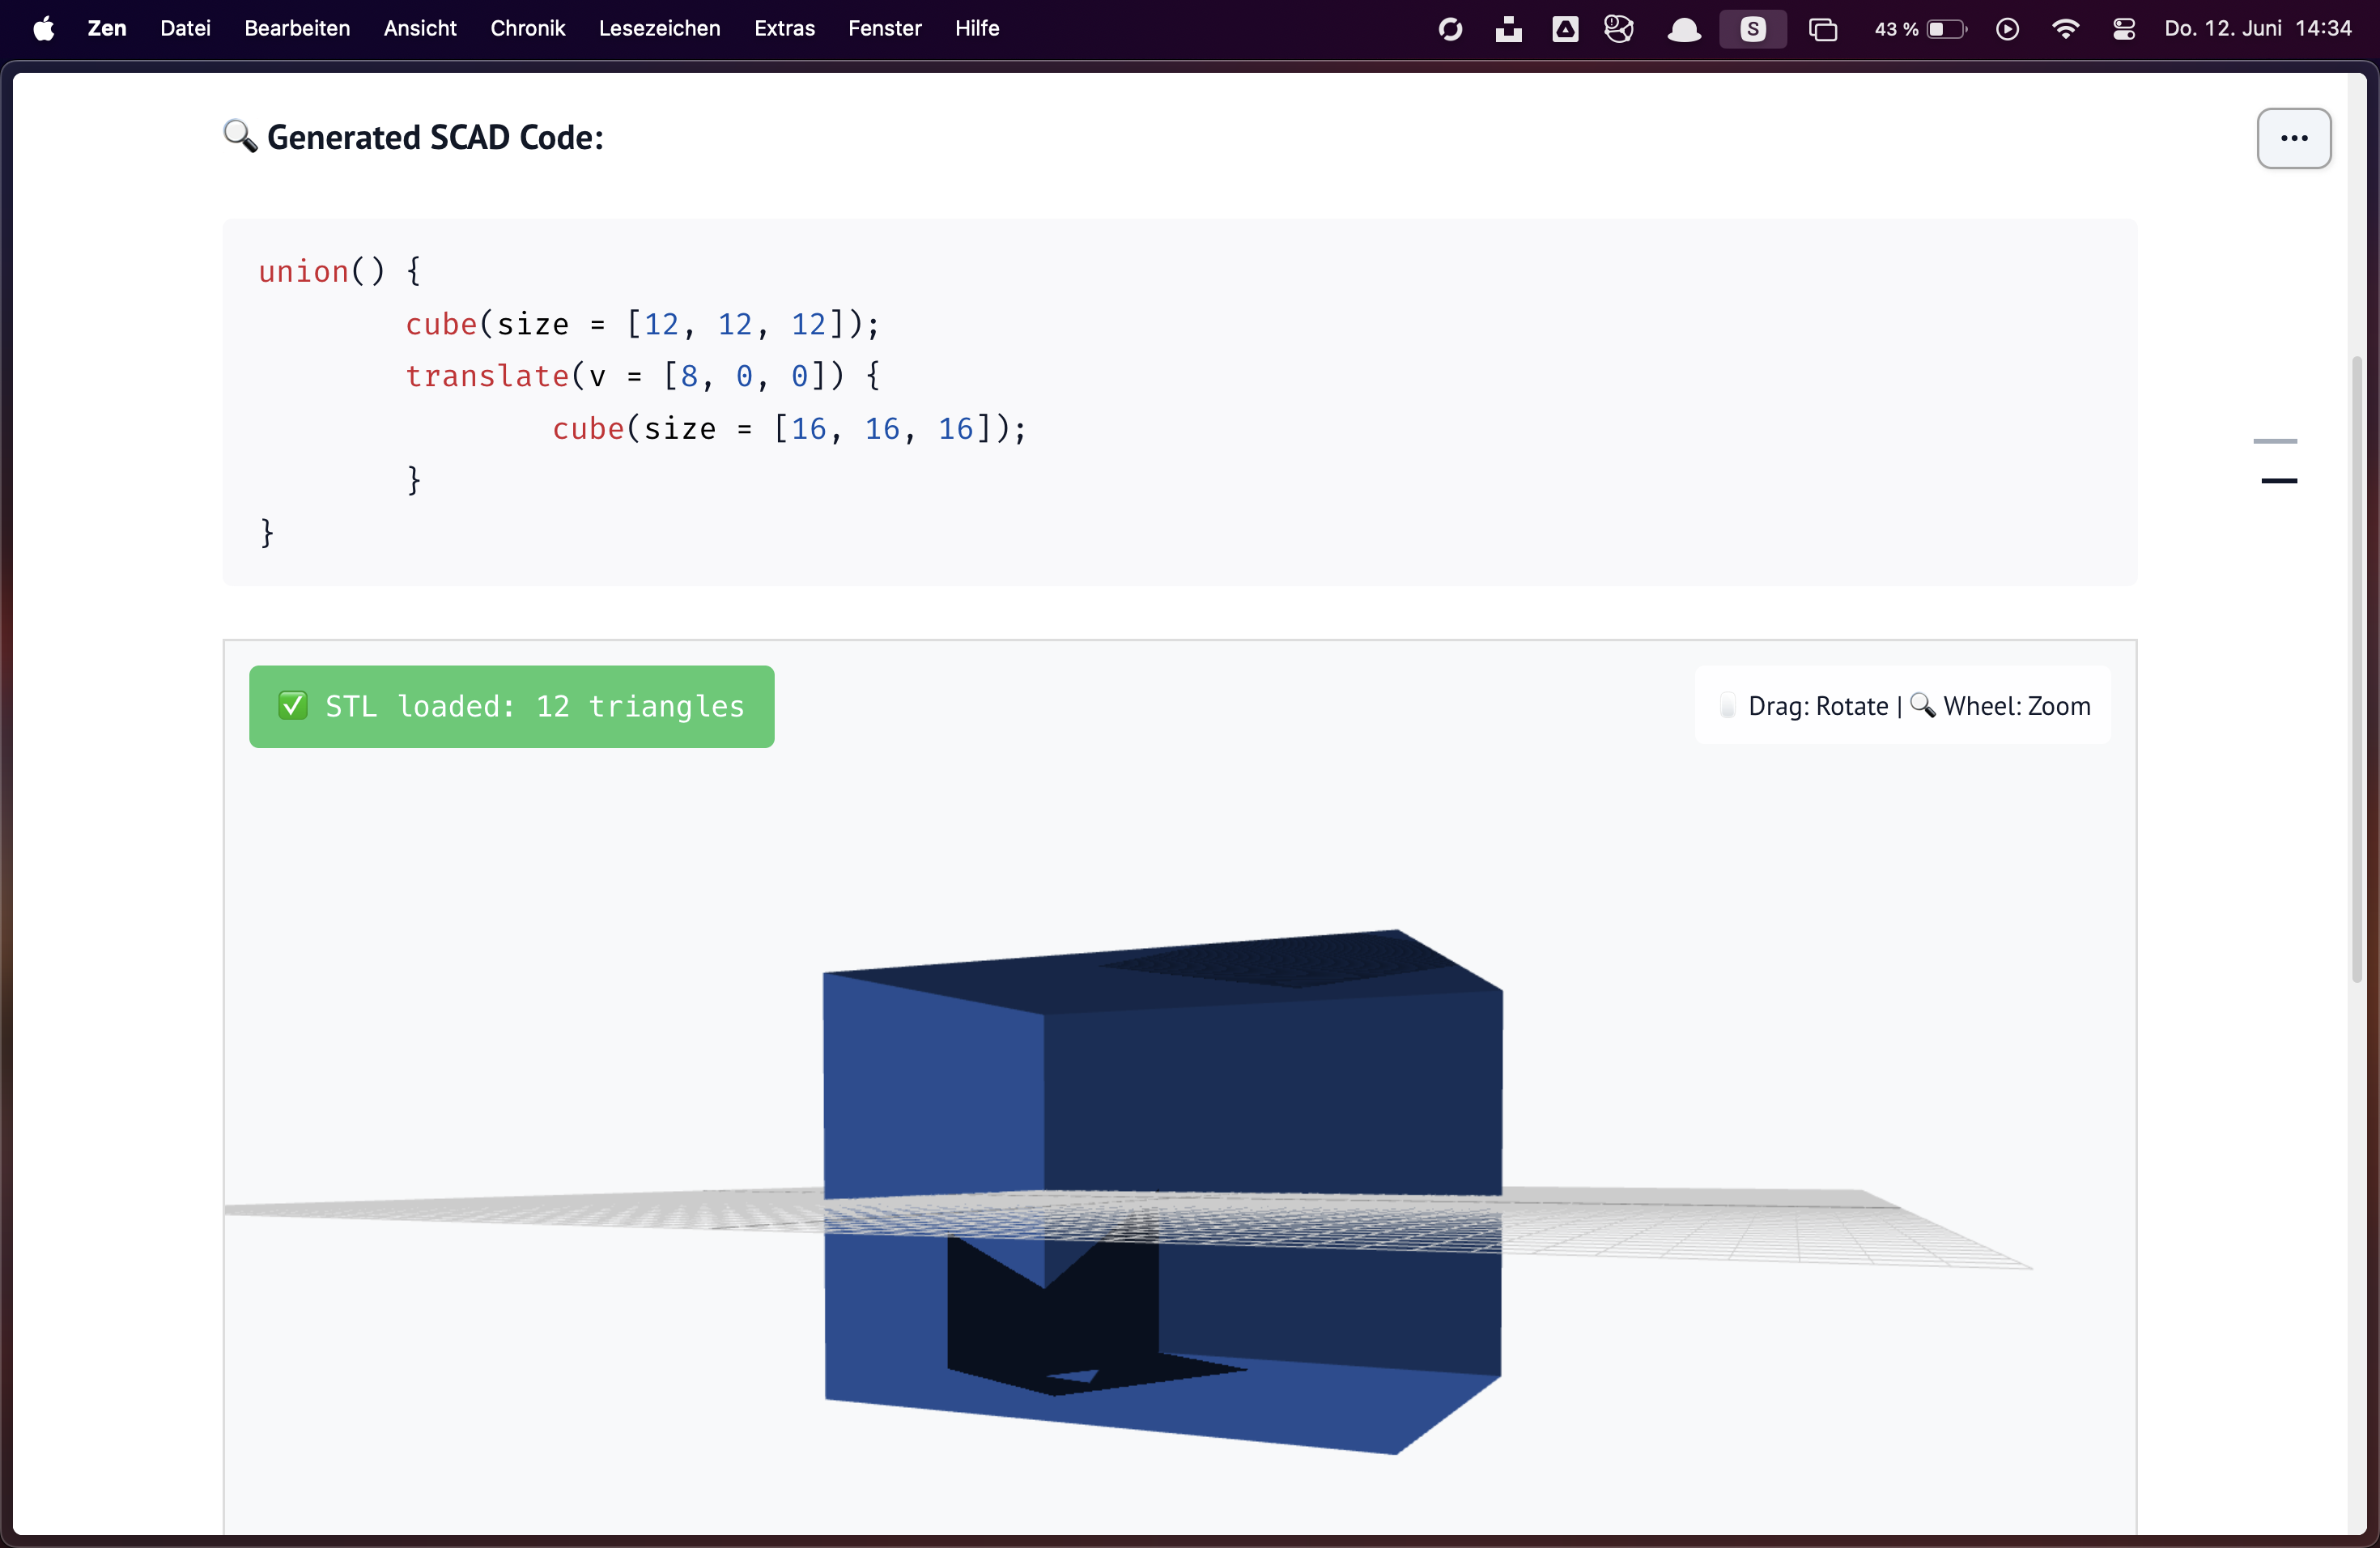 Zen Datei Bearbeiten Ansicht Chronik Lesezeichen Extras Fenster Hilfe S 43 % Do. 12. Juni 14:34
🔍 Generated SCAD Code:
...
union() {
cube(size = [12, 12, 12]);
translate(v = [8, 0, 0]) {
cube(size = [16, 16, 16]);
}
}
✅ STL loaded: 12 triangles
Drag: Rotate | 🔍 Wheel: Zoom